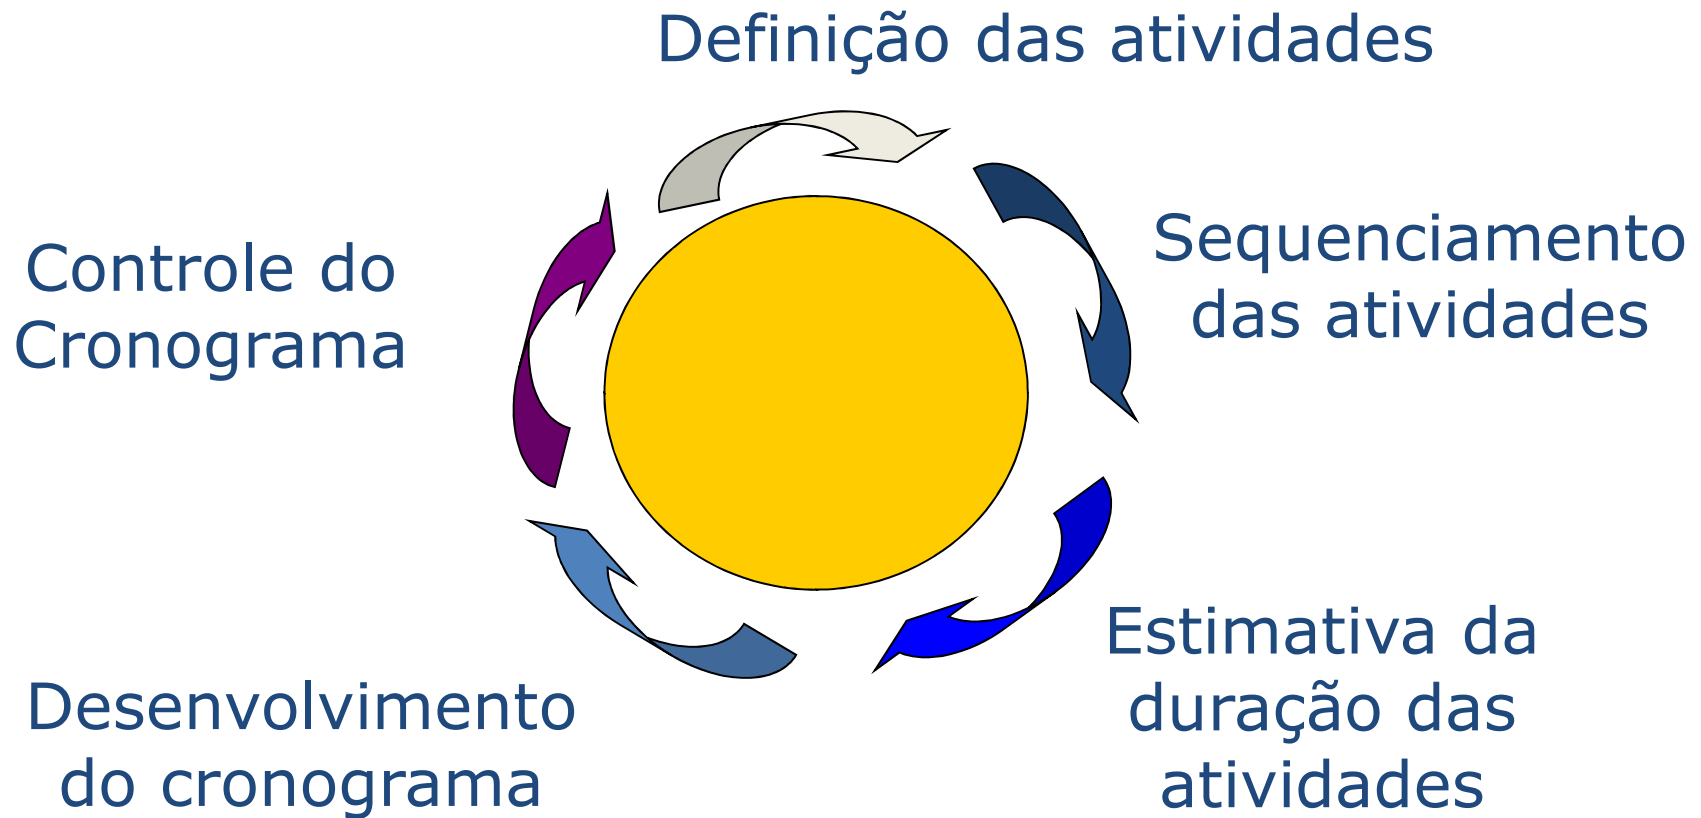 Definição das atividades
Sequenciamento
das atividades
Estimativa da
duração das
atividades
Desenvolvimento
do cronograma
Controle do
Cronograma